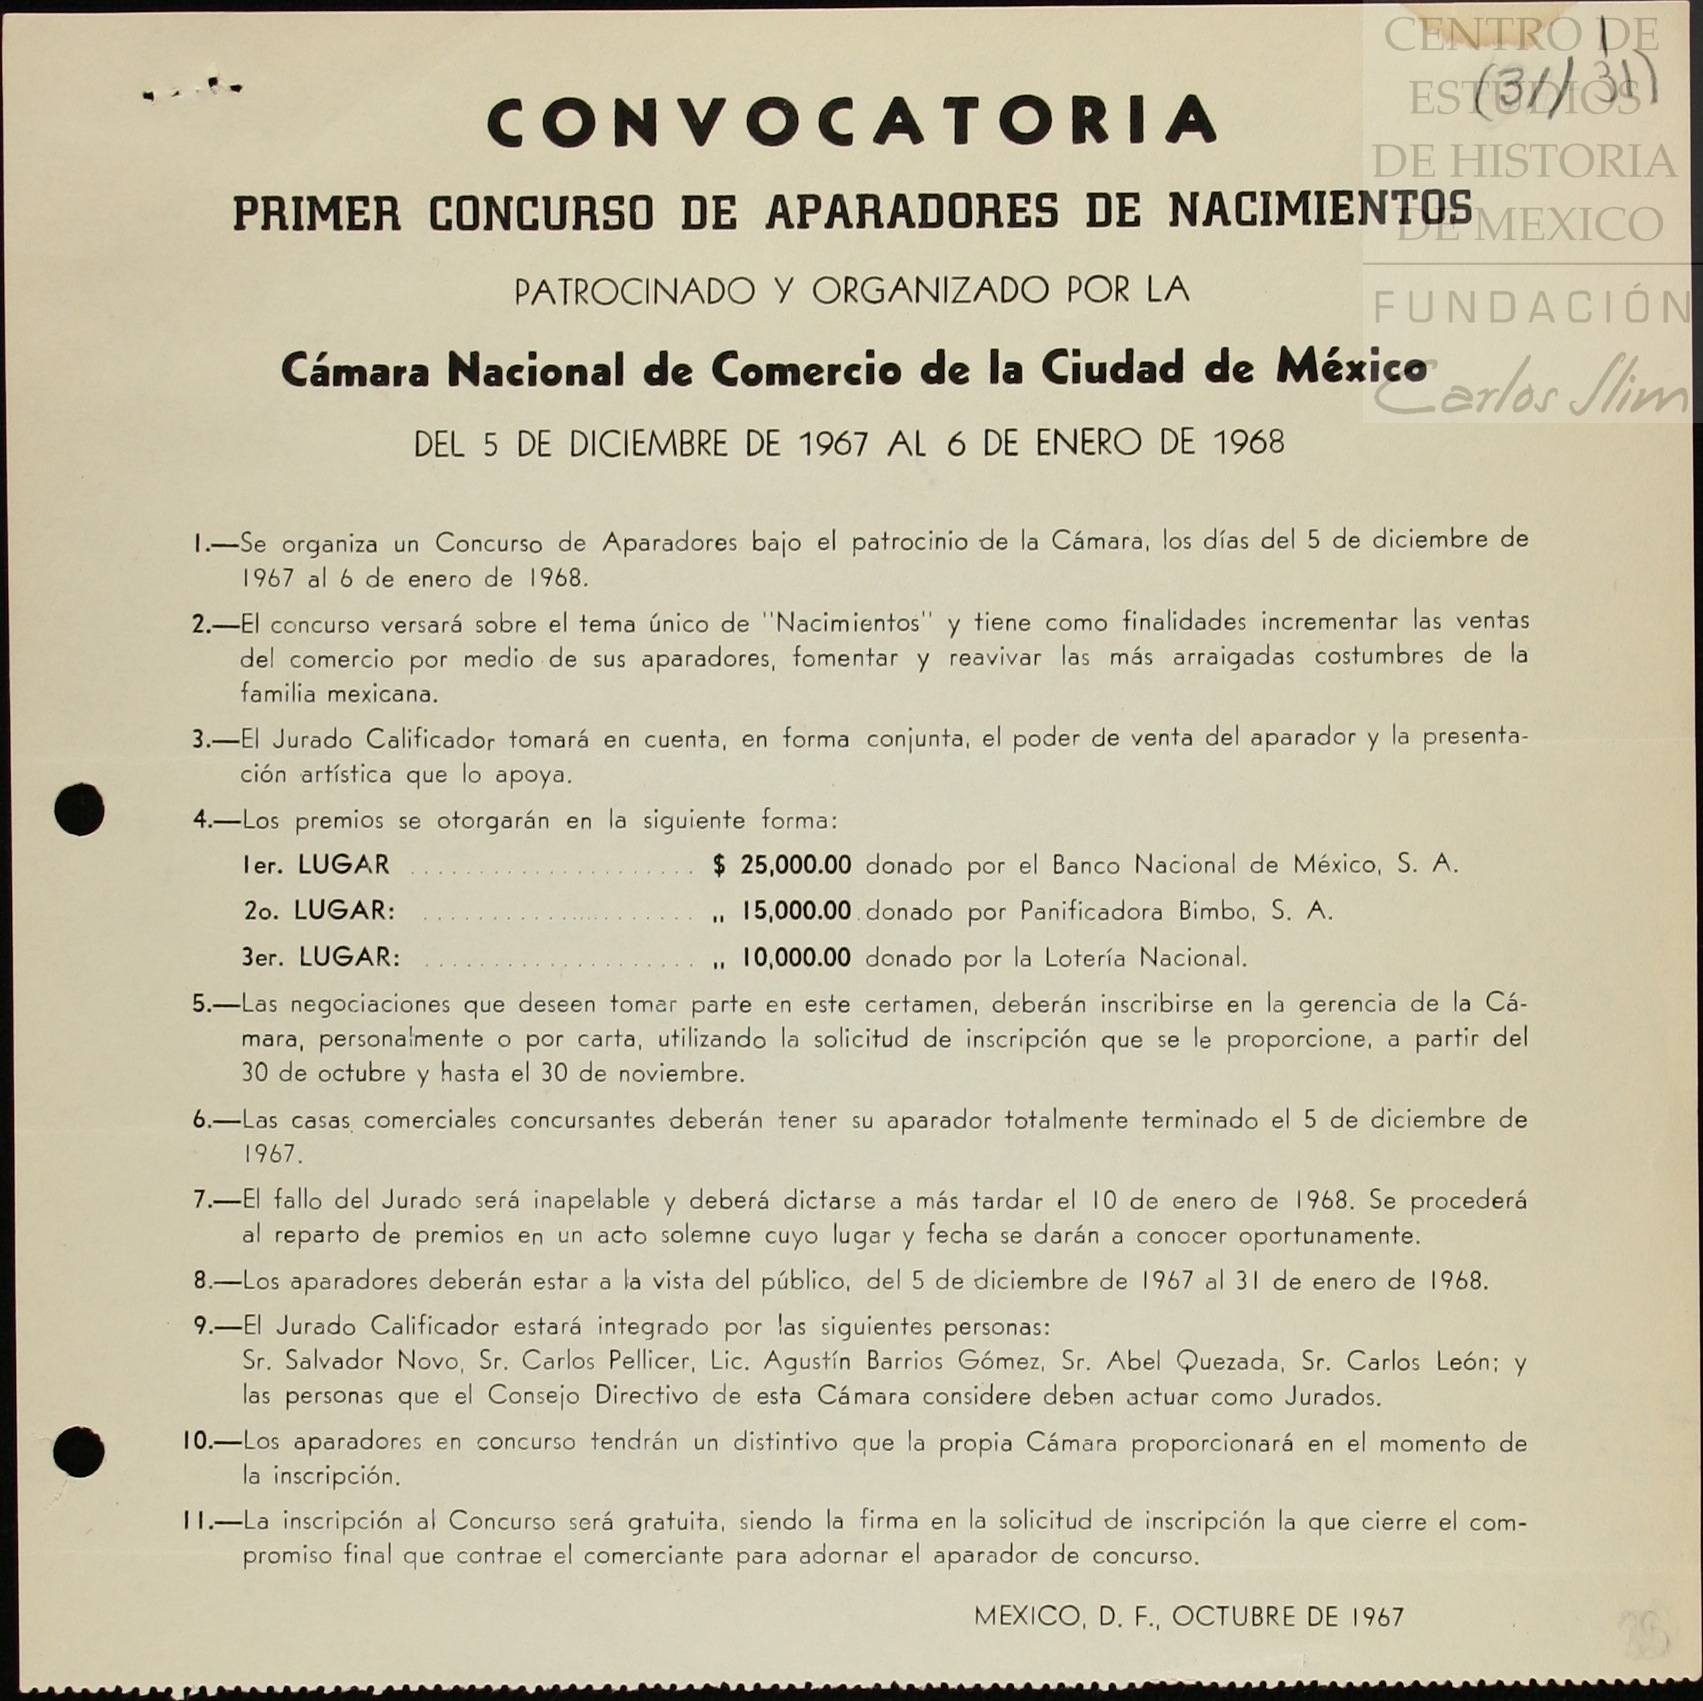 CENTRO DE
ESTUDIOS
DE HISTORIA
DE MEXICO
FUNDACIÓN
Carlos Slim
(31) 31)
CONVOCATORIA
PRIMER CONCURSO DE APARADORES DE NACIMIENTOS
PATROCINADO Y ORGANIZADO POR LA
Cámara Nacional de Comercio de la Ciudad de México
DEL 5 DE DICIEMBRE DE 1967 AL 6 DE ENERO DE 1968
1.—Se organiza un Concurso de Aparadores bajo el patrocinio de la Cámara, los días del 5 de diciembre de
1967 al 6 de enero de 1968.
2.—El concurso versará sobre el tema único de "Nacimientos" y tiene como finalidades incrementar las ventas
del comercio por medio de sus aparadores, fomentar y reavivar las más arraigadas costumbres de la
familia mexicana.
3.—El Jurado Calificador tomará en cuenta, en forma conjunta, el poder de venta del aparador y la presenta-
ción artística que lo apoya.
4.—Los premios se otorgarán en la siguiente forma:
1er. LUGAR ..................... $ 25,000.00 donado por el Banco Nacional de México, S. A.
2o. LUGAR: ..................... ,, 15,000.00 donado por Panificadora Bimbo, S. A.
3er. LUGAR: ..................... ,, 10,000.00 donado por la Lotería Nacional.
5.—Las negociaciones que deseen tomar parte en este certamen, deberán inscribirse en la gerencia de la Cá-
mara, personalmente o por carta, utilizando la solicitud de inscripción que se le proporcione, a partir del
30 de octubre y hasta el 30 de noviembre.
6.—Las casas comerciales concursantes deberán tener su aparador totalmente terminado el 5 de diciembre de
1967.
7.—El fallo del Jurado será inapelable y deberá dictarse a más tardar el 10 de enero de 1968. Se procederá
al reparto de premios en un acto solemne cuyo lugar y fecha se darán a conocer oportunamente.
8.—Los aparadores deberán estar a la vista del público, del 5 de diciembre de 1967 al 31 de enero de 1968.
9.—El Jurado Calificador estará integrado por las siguientes personas:
Sr. Salvador Novo, Sr. Carlos Pellicer, Lic. Agustín Barrios Gómez, Sr. Abel Quezada, Sr. Carlos León; y
las personas que el Consejo Directivo de esta Cámara considere deben actuar como Jurados.
10.—Los aparadores en concurso tendrán un distintivo que la propia Cámara proporcionará en el momento de
la inscripción.
11.—La inscripción al Concurso será gratuita, siendo la firma en la solicitud de inscripción la que cierre el com-
promiso final que contrae el comerciante para adornar el aparador de concurso.
MEXICO, D. F., OCTUBRE DE 1967